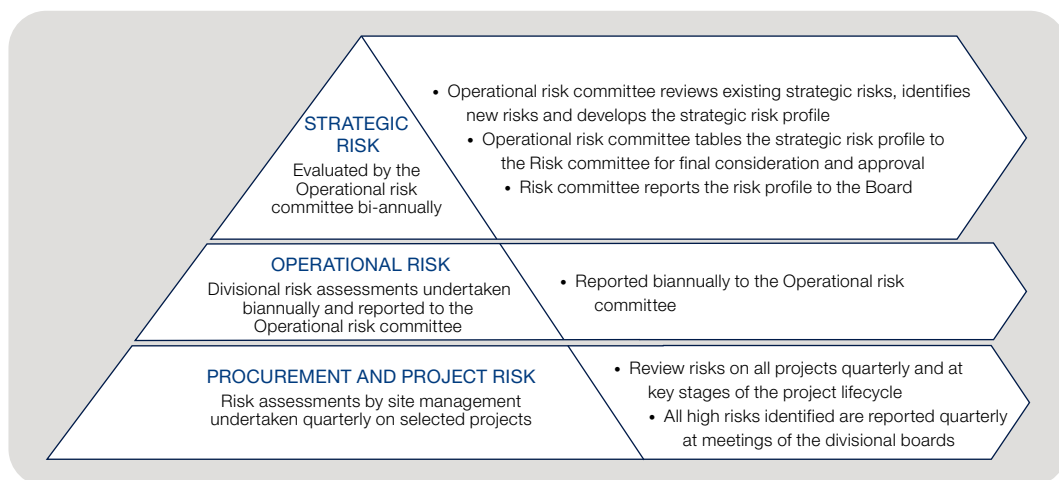 STRATEGIC
RISK
Evaluated by the
Operational risk
committee bi-annually
• Operational risk committee reviews existing strategic risks, identifies
new risks and develops the strategic risk profile
• Operational risk committee tables the strategic risk profile to
the Risk committee for final consideration and approval
• Risk committee reports the risk profile to the Board
OPERATIONAL RISK
Divisional risk assessments undertaken
biannually and reported to the
Operational risk committee
• Reported biannually to the Operational risk
committee
PROCUREMENT AND PROJECT RISK
Risk assessments by site management
undertaken quarterly on selected projects
• Review risks on all projects quarterly and at
key stages of the project lifecycle
• All high risks identified are reported quarterly
at meetings of the divisional boards